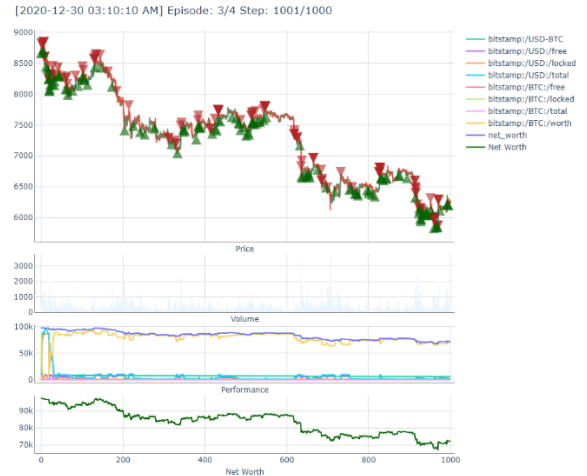 [2020-12-30 03:10:10 AM] Episode: 3/4 Step: 1001/1000
9000
8500
8000
7500
7000
6500
6000
bitstamp:/USD-BTC
bitstamp:/USD:/free
bitstamp:/USD:/locked
bitstamp:/USD:/total
bitstamp:/BTC:/free
bitstamp:/BTC:/locked
bitstamp:/BTC:/total
bitstamp:/BTC:/worth
net_worth
Net Worth
Price
3000
2000
1000
0
Volume
100k
50k
0
Performance
90k
80k
70k
0
200
400
600
800
1000
Net Worth